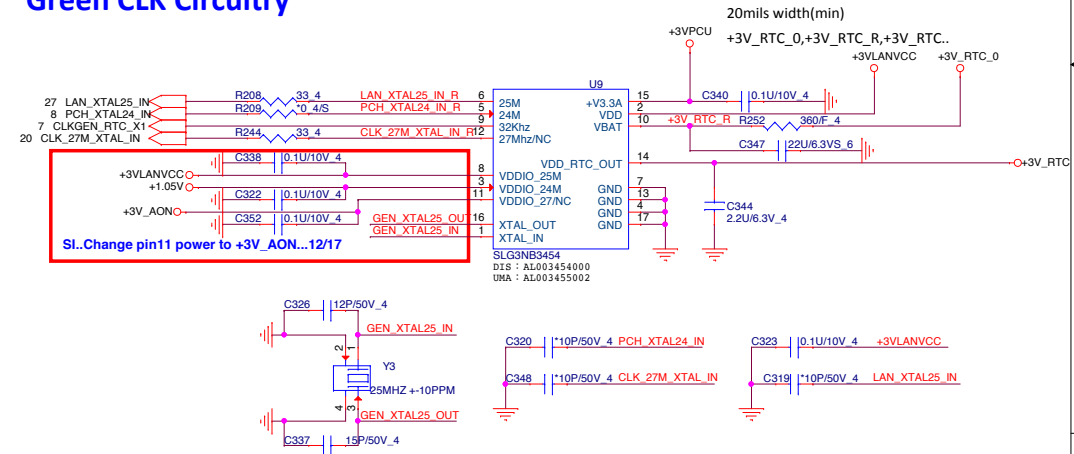 Green CLK Circuitry
20mils width(min)
+3V_RTC_0,+3V_RTC_R,+3V_RTC..
+3VPCU
+3VLANVCC
+3V_RTC_0
U9
27 LAN_XTAL25_IN
R208
33_4
LAN_XTAL25_IN_R
6
25M
+V3.3A
15
C340
0.1U/10V_4
8 PCH_XTAL24_IN
R209
*0_4/S
PCH_XTAL24_IN_R
5
24M
VDD
2
7 CLKGEN_RTC_X1
9
32Khz
VBAT
10
+3V_RTC_R
R252
360/F_4
20 CLK_27M_XTAL_IN
R244
33_4
CLK_27M_XTAL_IN_R
12
27Mhz/NC
C347
22U/6.3VS_6
C338
0.1U/10V_4
VDD_RTC_OUT
14
+3V_RTC
+3VLANVCC
8
VDDIO_25M
+1.05V
3
VDDIO_24M
GND
7
C322
0.1U/10V_4
11
VDDIO_27/NC
GND
13
+3V_AON
GND
4
C344
2.2U/6.3V_4
C352
0.1U/10V_4
GEN_XTAL25_OUT
16
XTAL_OUT
GND
17
GEN_XTAL25_IN
1
XTAL_IN
SI..Change pin11 power to +3V_AON...12/17
SLG3NB3454
DIS : AL003454000
UMA : AL003455002
C326
12P/50V_4
GEN_XTAL25_IN
2
1
Y3
25MHZ +-10PPM
4
3
GEN_XTAL25_OUT
C337
15P/50V_4
C320
*10P/50V_4
PCH_XTAL24_IN
C348
*10P/50V_4
CLK_27M_XTAL_IN
C323
0.1U/10V_4
+3VLANVCC
C319
*10P/50V_4
LAN_XTAL25_IN